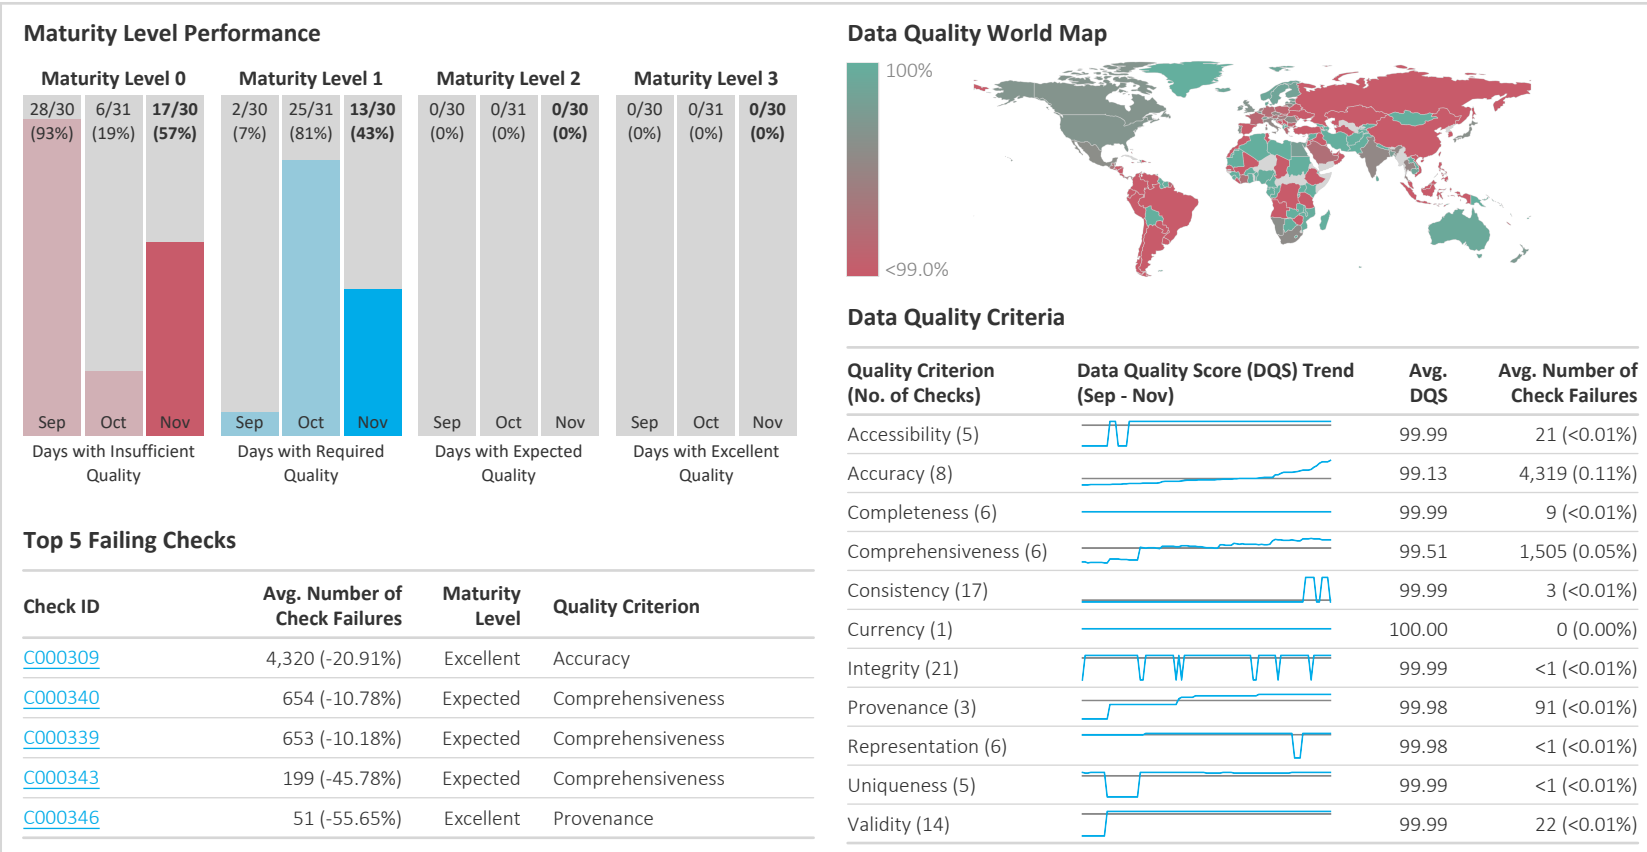 Maturity Level Performance
Maturity Level 0 Maturity Level 1 Maturity Level 2 Maturity Level 3
28/30 6/31 17/30 2/30 25/31 13/30 0/30 0/31 0/30 0/30 0/31 0/30
(93%) (19%) (57%) (7%) (81%) (43%) (0%) (0%) (0%) (0%) (0%) (0%)
Sep Oct Nov Sep Oct Nov Sep Oct Nov Sep Oct Nov
Days with Insufficient Days with Required Days with Expected Days with Excellent
Quality Quality Quality Quality
Top 5 Failing Checks
Check ID Avg. Number of Check Failures Maturity Level Quality Criterion
C000309 4,320 (-20.91%) Excellent Accuracy
C000340 654 (-10.78%) Expected Comprehensiveness
C000339 653 (-10.18%) Expected Comprehensiveness
C000343 199 (-45.78%) Expected Comprehensiveness
C000346 51 (-55.65%) Excellent Provenance
Data Quality World Map
100%
<99.0%
Data Quality Criteria
Quality Criterion Data Quality Score (DQS) Trend Avg. Avg. Number of
(No. of Checks) (Sep - Nov) DQS Check Failures
Accessibility (5) 99.99 21 (<0.01%)
Accuracy (8) 99.13 4,319 (0.11%)
Completeness (6) 99.99 9 (<0.01%)
Comprehensiveness (6) 99.51 1,505 (0.05%)
Consistency (17) 99.99 3 (<0.01%)
Currency (1) 100.00 0 (0.00%)
Integrity (21) 99.99 <1 (<0.01%)
Provenance (3) 99.98 91 (<0.01%)
Representation (6) 99.98 <1 (<0.01%)
Uniqueness (5) 99.99 <1 (<0.01%)
Validity (14) 99.99 22 (<0.01%)